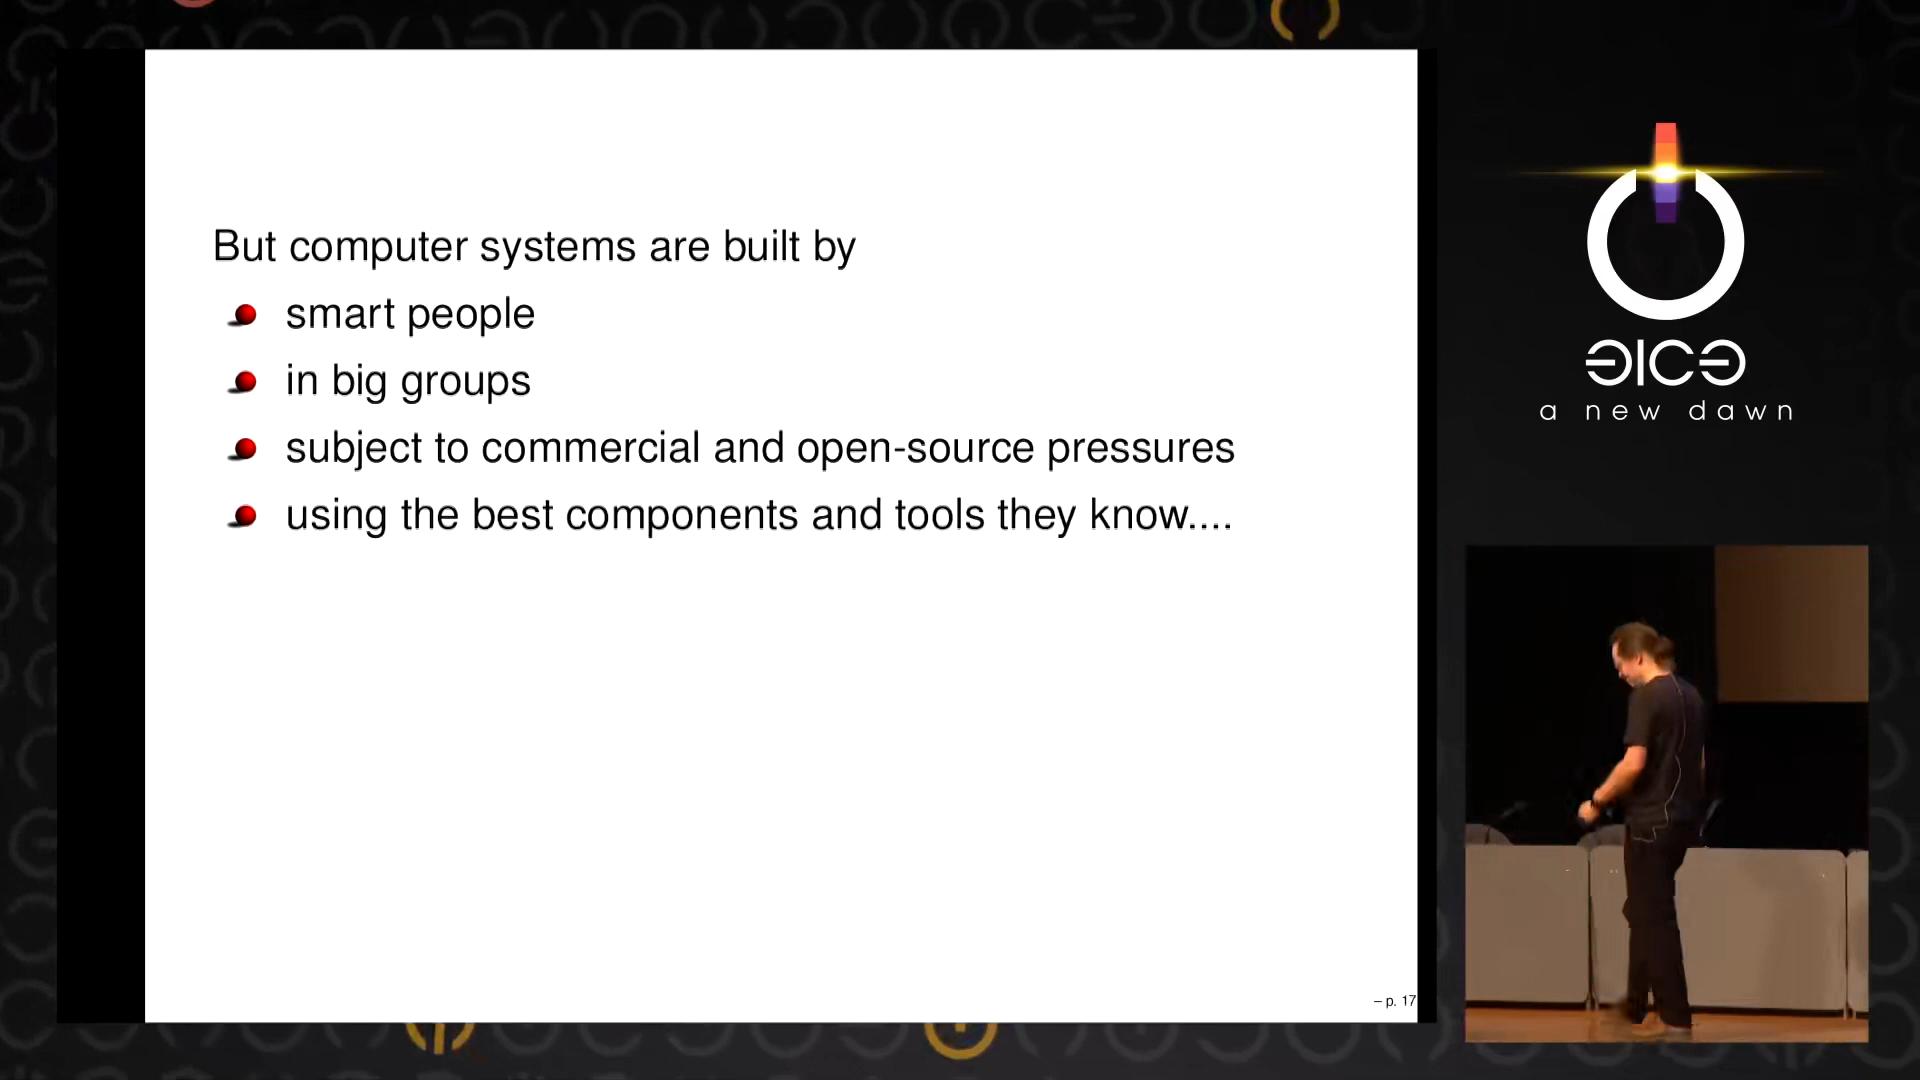 But computer systems are built by
smart people
in big groups
subject to commercial and open-source pressures
using the best components and tools they know....
– p. 17
ƎICƎ
a new dawn